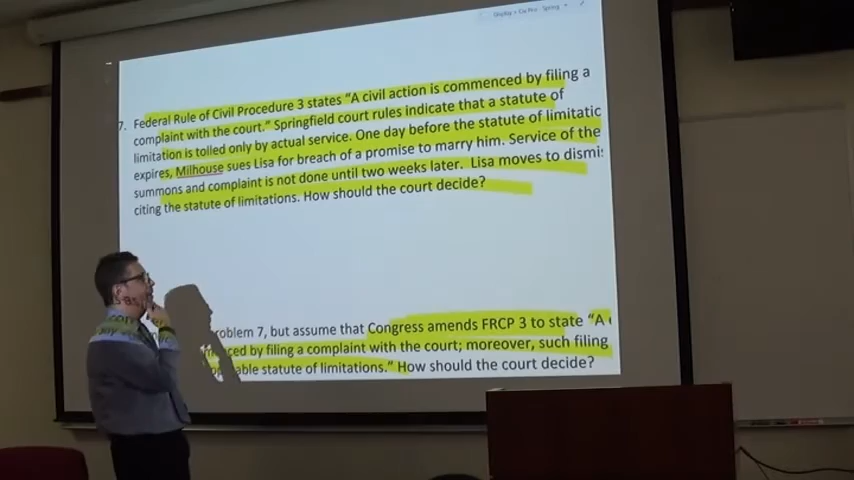 Display + Civ Pro - Spring
7. Federal Rule of Civil Procedure 3 states "A civil action is commenced by filing a
complaint with the court." Springfield court rules indicate that a statute of
limitation is tolled only by actual service. One day before the statute of limitatic
expires, Milhouse sues Lisa for breach of a promise to marry him. Service of the
summons and complaint is not done until two weeks later. Lisa moves to dismi
citing the statute of limitations. How should the court decide?
roblem 7, but assume that Congress amends FRCP 3 to state "A
ced by filing a complaint with the court; moreover, such filing
able statute of limitations." How should the court decide?